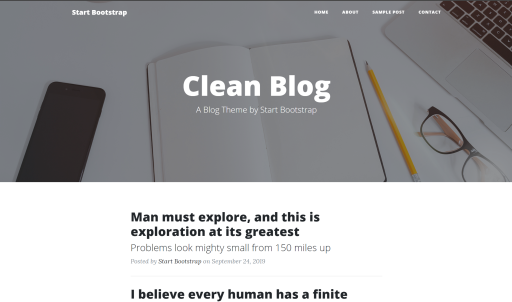 Start Bootstrap
HOME ABOUT SAMPLE POST CONTACT
Clean Blog
A Blog Theme by Start Bootstrap
Man must explore, and this is
exploration at its greatest
Problems look mighty small from 150 miles up
Posted by Start Bootstrap on September 24, 2019
I believe every human has a finite